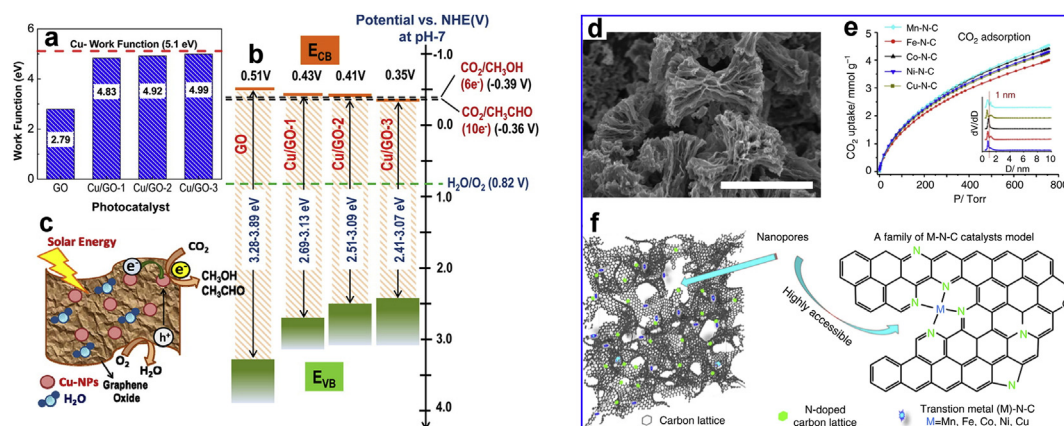 a
Cu- Work Function (5.1 eV)
Work Function (eV)
6
4
2
0
2.79
4.83
4.92
4.99
GO
Cu/GO-1
Cu/GO-2
Cu/GO-3
Photocatalyst
b
E_CB
Potential vs. NHE(V)
at pH-7
0.51V
0.43V
0.41V
0.35V
GO
Cu/GO-1
Cu/GO-2
Cu/GO-3
3.28-3.89 eV
2.69-3.13 eV
2.51-3.09 eV
2.41-3.07 eV
E_VB
-1.0
0.0
1.0
2.0
3.0
4.0
CO₂/CH₃OH
(6e⁻) (-0.39 V)
CO₂/CH₃CHO
(10e⁻) (-0.36 V)
H₂O/O₂ (0.82 V)
c
Solar Energy
e⁻
e⁻
CO₂
CH₃OH
CH₃CHO
h⁺
O₂
H₂O
Cu-NPs
H₂O
Graphene
Oxide
d
e
CO₂ adsorption
Mn-N-C
Fe-N-C
Co-N-C
Ni-N-C
Cu-N-C
CO₂ uptake/ mmol g⁻¹
5
4
3
2
1
0
0
200
400
600
800
P/ Torr
1 nm
dV/dD
0 2 4 6 8 10
D/ nm
f
Nanopores
Highly accessible
A family of M-N-C catalysts model
N
N
N
M
N
N
N
N
Carbon lattice
N-doped
carbon lattice
Transtion metal (M)-N-C
M=Mn, Fe, Co, Ni, Cu